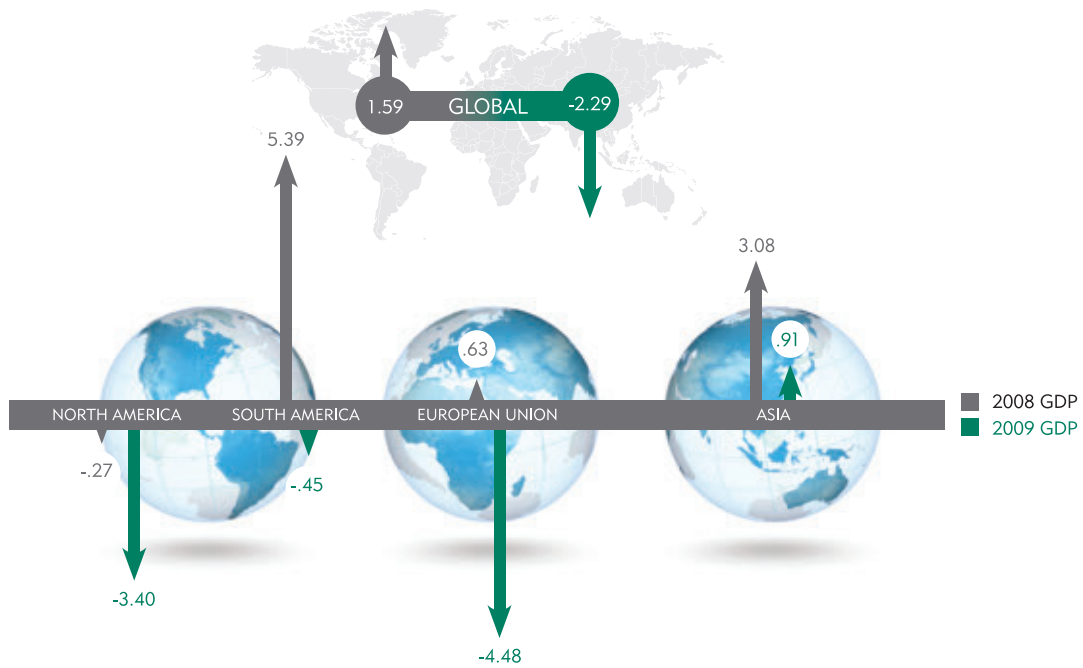 1.59
GLOBAL
-2.29
5.39
3.08
.63
.91
NORTH AMERICA
SOUTH AMERICA
EUROPEAN UNION
ASIA
2008 GDP
2009 GDP
-.27
-.45
-3.40
-4.48